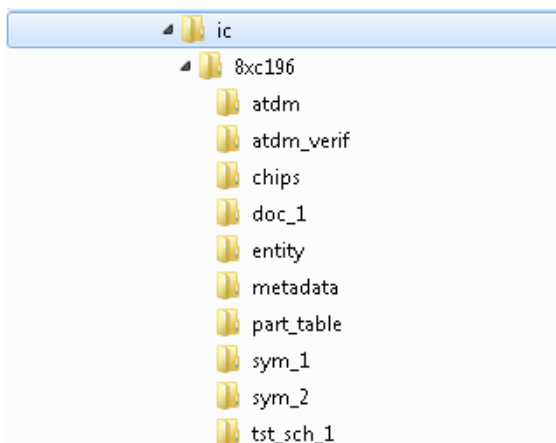 ic
8xc196
atdm
atdm_verif
chips
doc_1
entity
metadata
part_table
sym_1
sym_2
tst_sch_1